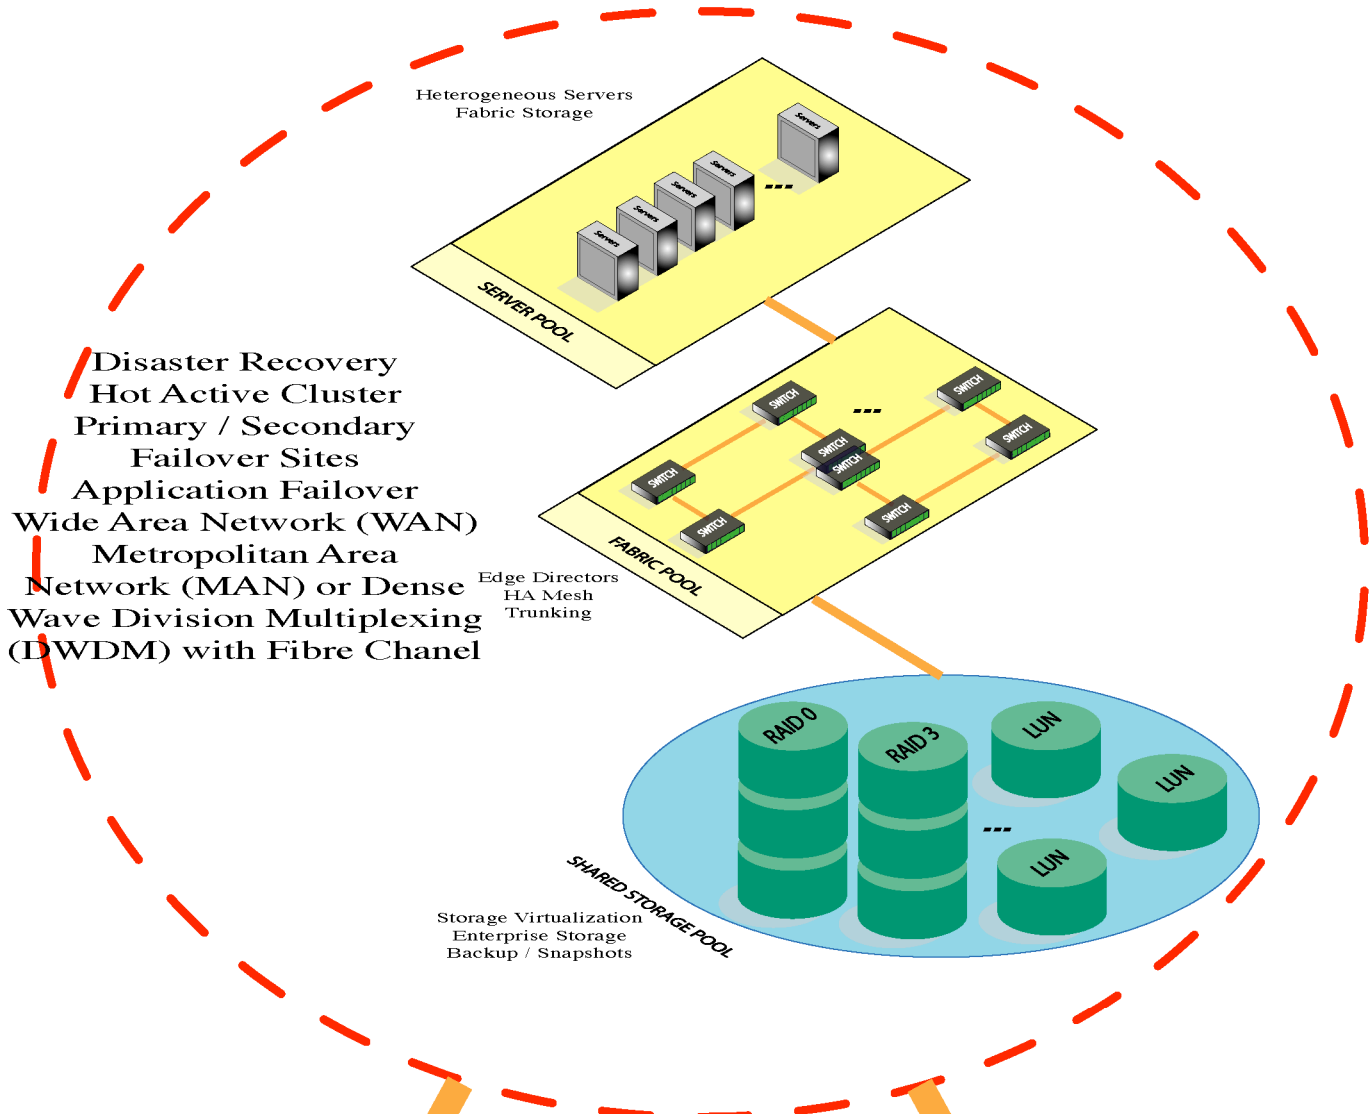 Heterogeneous Servers
Fabric Storage
Servers
Servers
Servers
Servers
Servers
SERVER POOL
Disaster Recovery
Hot Active Cluster
Primary / Secondary
Failover Sites
Application Failover
Wide Area Network (WAN)
Metropolitan Area
Network (MAN) or Dense
Wave Division Multiplexing
(DWDM) with Fibre Chanel
SWITCH
SWITCH
SWITCH
SWITCH
SWITCH
SWITCH
SWITCH
SWITCH
FABRIC POOL
Edge Directors
HA Mesh
Trunking
RAID 0
RAID 3
LUN
LUN
LUN
SHARED STORAGE POOL
Storage Virtualization
Enterprise Storage
Backup / Snapshots